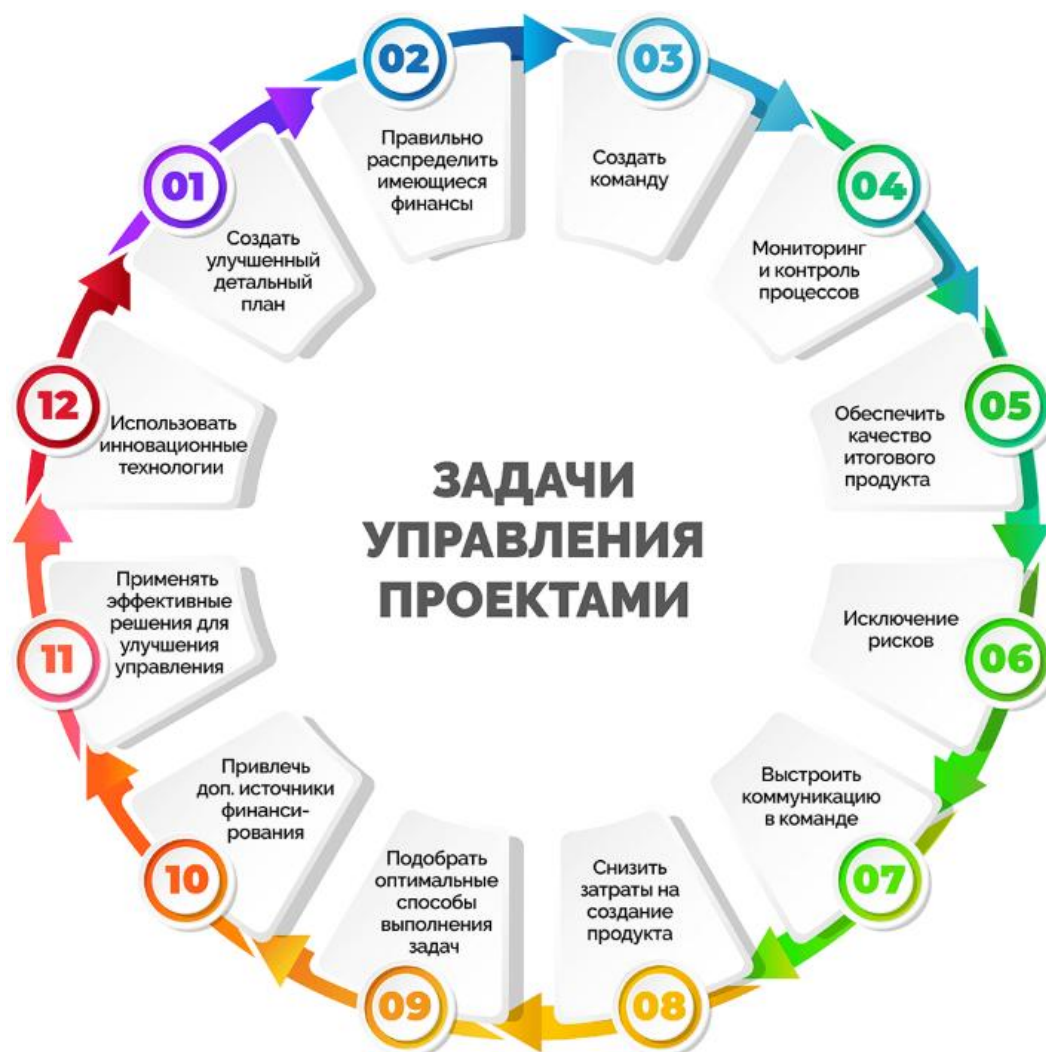 ЗАДАЧИ
УПРАВЛЕНИЯ
ПРОЕКТАМИ
01
Создать
улучшенный
детальный
план
02
Правильно
распределить
имеющиеся
финансы
03
Создать
команду
04
Мониторинг
и контроль
процессов
05
Обеспечить
качество
итогового
продукта
06
Исключение
рисков
07
Выстроить
коммуникацию
в команде
08
Снизить
затраты на
создание
продукта
09
Подобрать
оптимальные
способы
выполнения
задач
10
Привлечь
доп. источники
финанси-
рования
11
Применять
эффективные
решения для
улучшения
управления
12
Использовать
инновационные
технологии